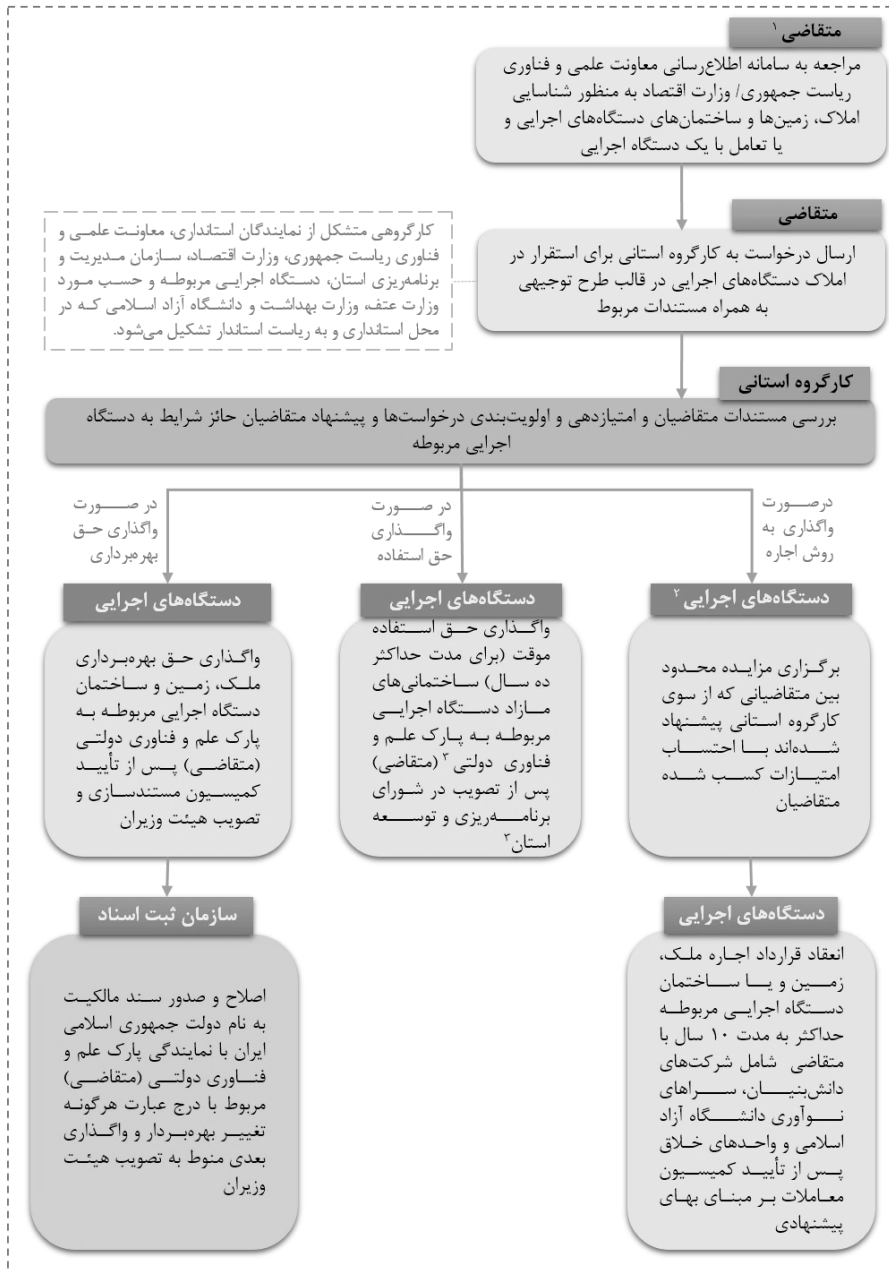 متقاضی ۱
مراجعه به سامانه اطلاع‌رسانی معاونت علمی و فناوری
ریاست جمهوری/ وزارت اقتصاد به منظور شناسایی
املاک، زمین‌ها و ساختمان‌های دستگاه‌های اجرایی و
یا تعامل با یک دستگاه اجرایی
متقاضی
ارسال درخواست به کارگروه استانی برای استقرار در
املاک دستگاه‌های اجرایی در قالب طرح توجیهی
به همراه مستندات مربوط
کارگروهی متشکل از نمایندگان استانداری، معاونت علمی و
فناوری ریاست جمهوری، وزارت اقتصاد، سازمان مدیریت و
برنامه‌ریزی استان، دستگاه اجرایی مربوطه و حسب مورد
وزارت عتف، وزارت بهداشت و دانشگاه آزاد اسلامی که در
محل استانداری و به ریاست استاندار تشکیل می‌شود.
کارگروه استانی
بررسی مستندات متقاضیان و امتیازدهی و اولویت‌بندی درخواست‌ها و پیشنهاد متقاضیان حائز شرایط به دستگاه
اجرایی مربوطه
درصورت
واگذاری به
روش اجاره
در صورت
واگذاری
حق استفاده
در صورت
واگذاری حق
بهره‌برداری
دستگاه‌های اجرایی ۲
برگزاری مزایده محدود
بین متقاضیانی که از سوی
کارگروه استانی پیشنهاد
شده‌اند با احتساب
امتیازات کسب شده
متقاضیان
دستگاه‌های اجرایی
واگذاری حق استفاده
موقت (برای مدت حداکثر
ده سال) ساختمانی‌های
مازاد دستگاه اجرایی
مربوطه به پارک علم و
فناوری دولتی ۳ (متقاضی)
پس از تصویب در شورای
برنامه‌ریزی و توسعه
استان۳
دستگاه‌های اجرایی
واگذاری حق بهره‌برداری
ملک، زمین و ساختمان
دستگاه اجرایی مربوطه به
پارک علم و فناوری دولتی
(متقاضی) پس از تأیید
کمیسیون مستندسازی و
تصویب هیئت وزیران
دستگاه‌های اجرایی
انعقاد قرارداد اجاره ملک،
زمین و یا ساختمان
دستگاه اجرایی مربوطه
حداکثر به مدت ۱۰ سال با
متقاضی شامل شرکت‌های
دانش‌بنیان، سراهای
نوآوری دانشگاه آزاد
اسلامی و واحدهای خلاق
پس از تأیید کمیسیون
معاملات بر مبنای بهای
پیشنهادی
سازمان ثبت اسناد
اصلاح و صدور سند مالکیت
به نام دولت جمهوری اسلامی
ایران با نمایندگی پارک علم و
فناوری دولتی (متقاضی)
مربوط با درج عبارت هرگونه
تغییر بهره‌بردار و واگذاری
بعدی منوط به تصویب هیئت
وزیران